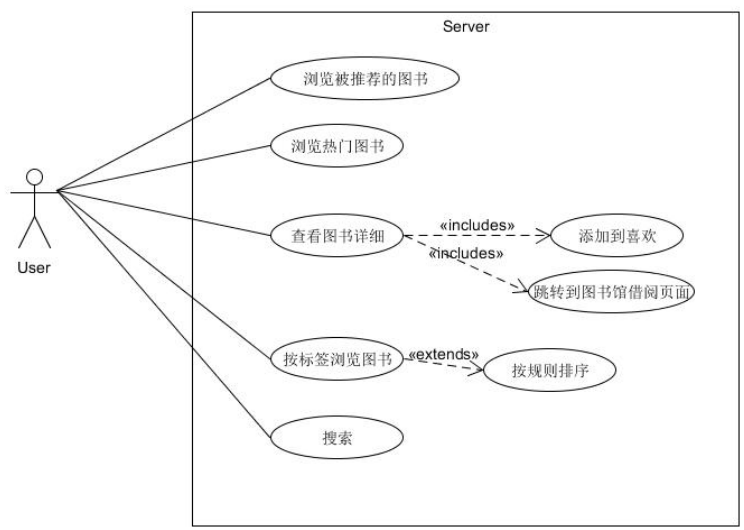 Server
浏览被推荐的图书
浏览热门图书
User
查看图书详细
«includes»
添加到喜欢
«includes»
跳转到图书馆借阅页面
按标签浏览图书
«extends»
按规则排序
搜索